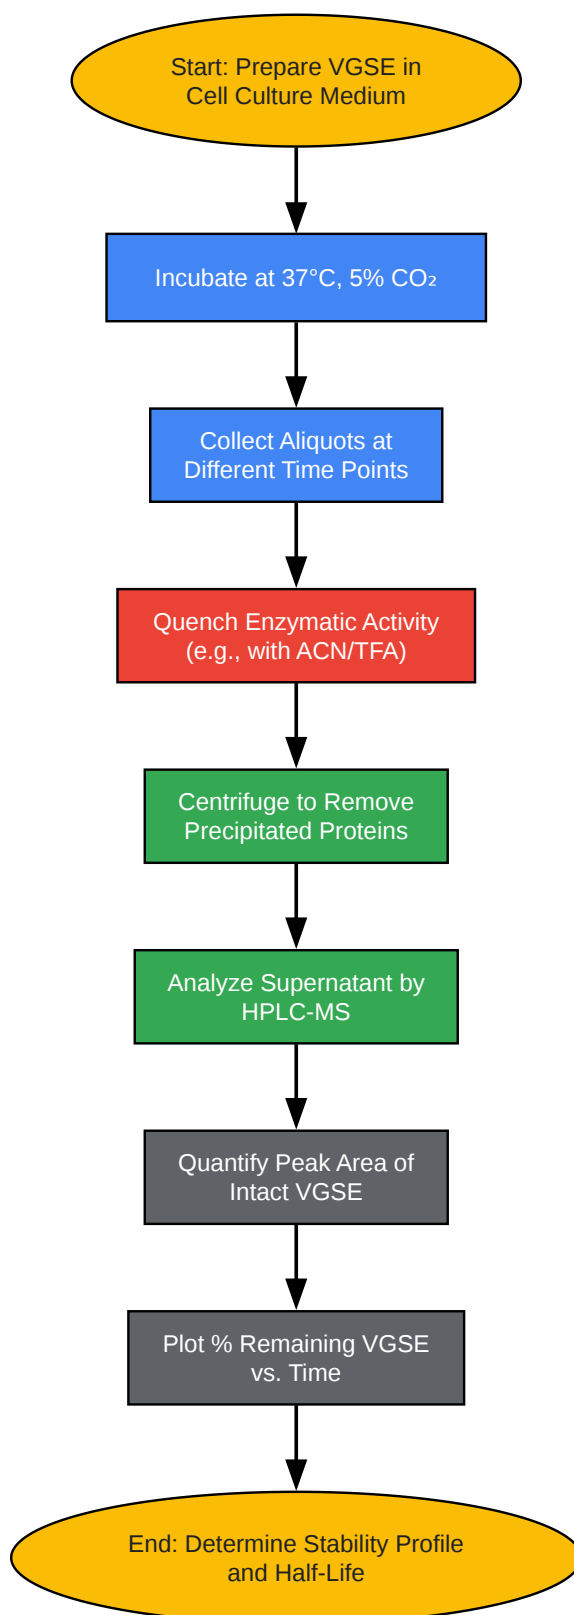 Start: Prepare VGSE in
Cell Culture Medium
Incubate at 37°C, 5% CO₂
Collect Aliquots at
Different Time Points
Quench Enzymatic Activity
(e.g., with ACN/TFA)
Centrifuge to Remove
Precipitated Proteins
Analyze Supernatant by
HPLC-MS
Quantify Peak Area of
Intact VGSE
Plot % Remaining VGSE
vs. Time
End: Determine Stability Profile
and Half-Life